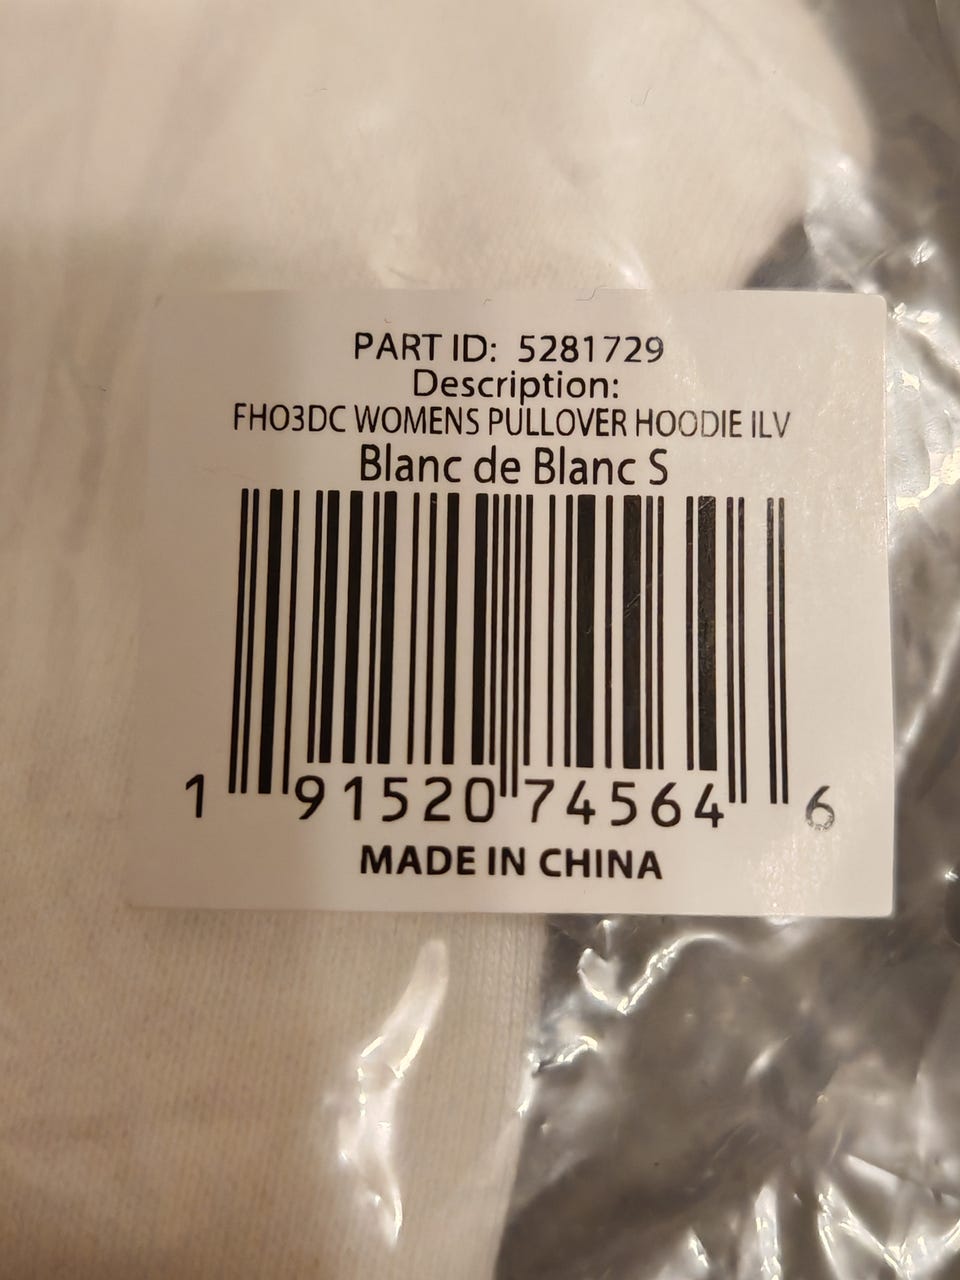 PART ID: 5281729
Description:
FHO3DC WOMENS PULLOVER HOODIE ILV
Blanc de Blanc S
1 91520 74564 6
MADE IN CHINA